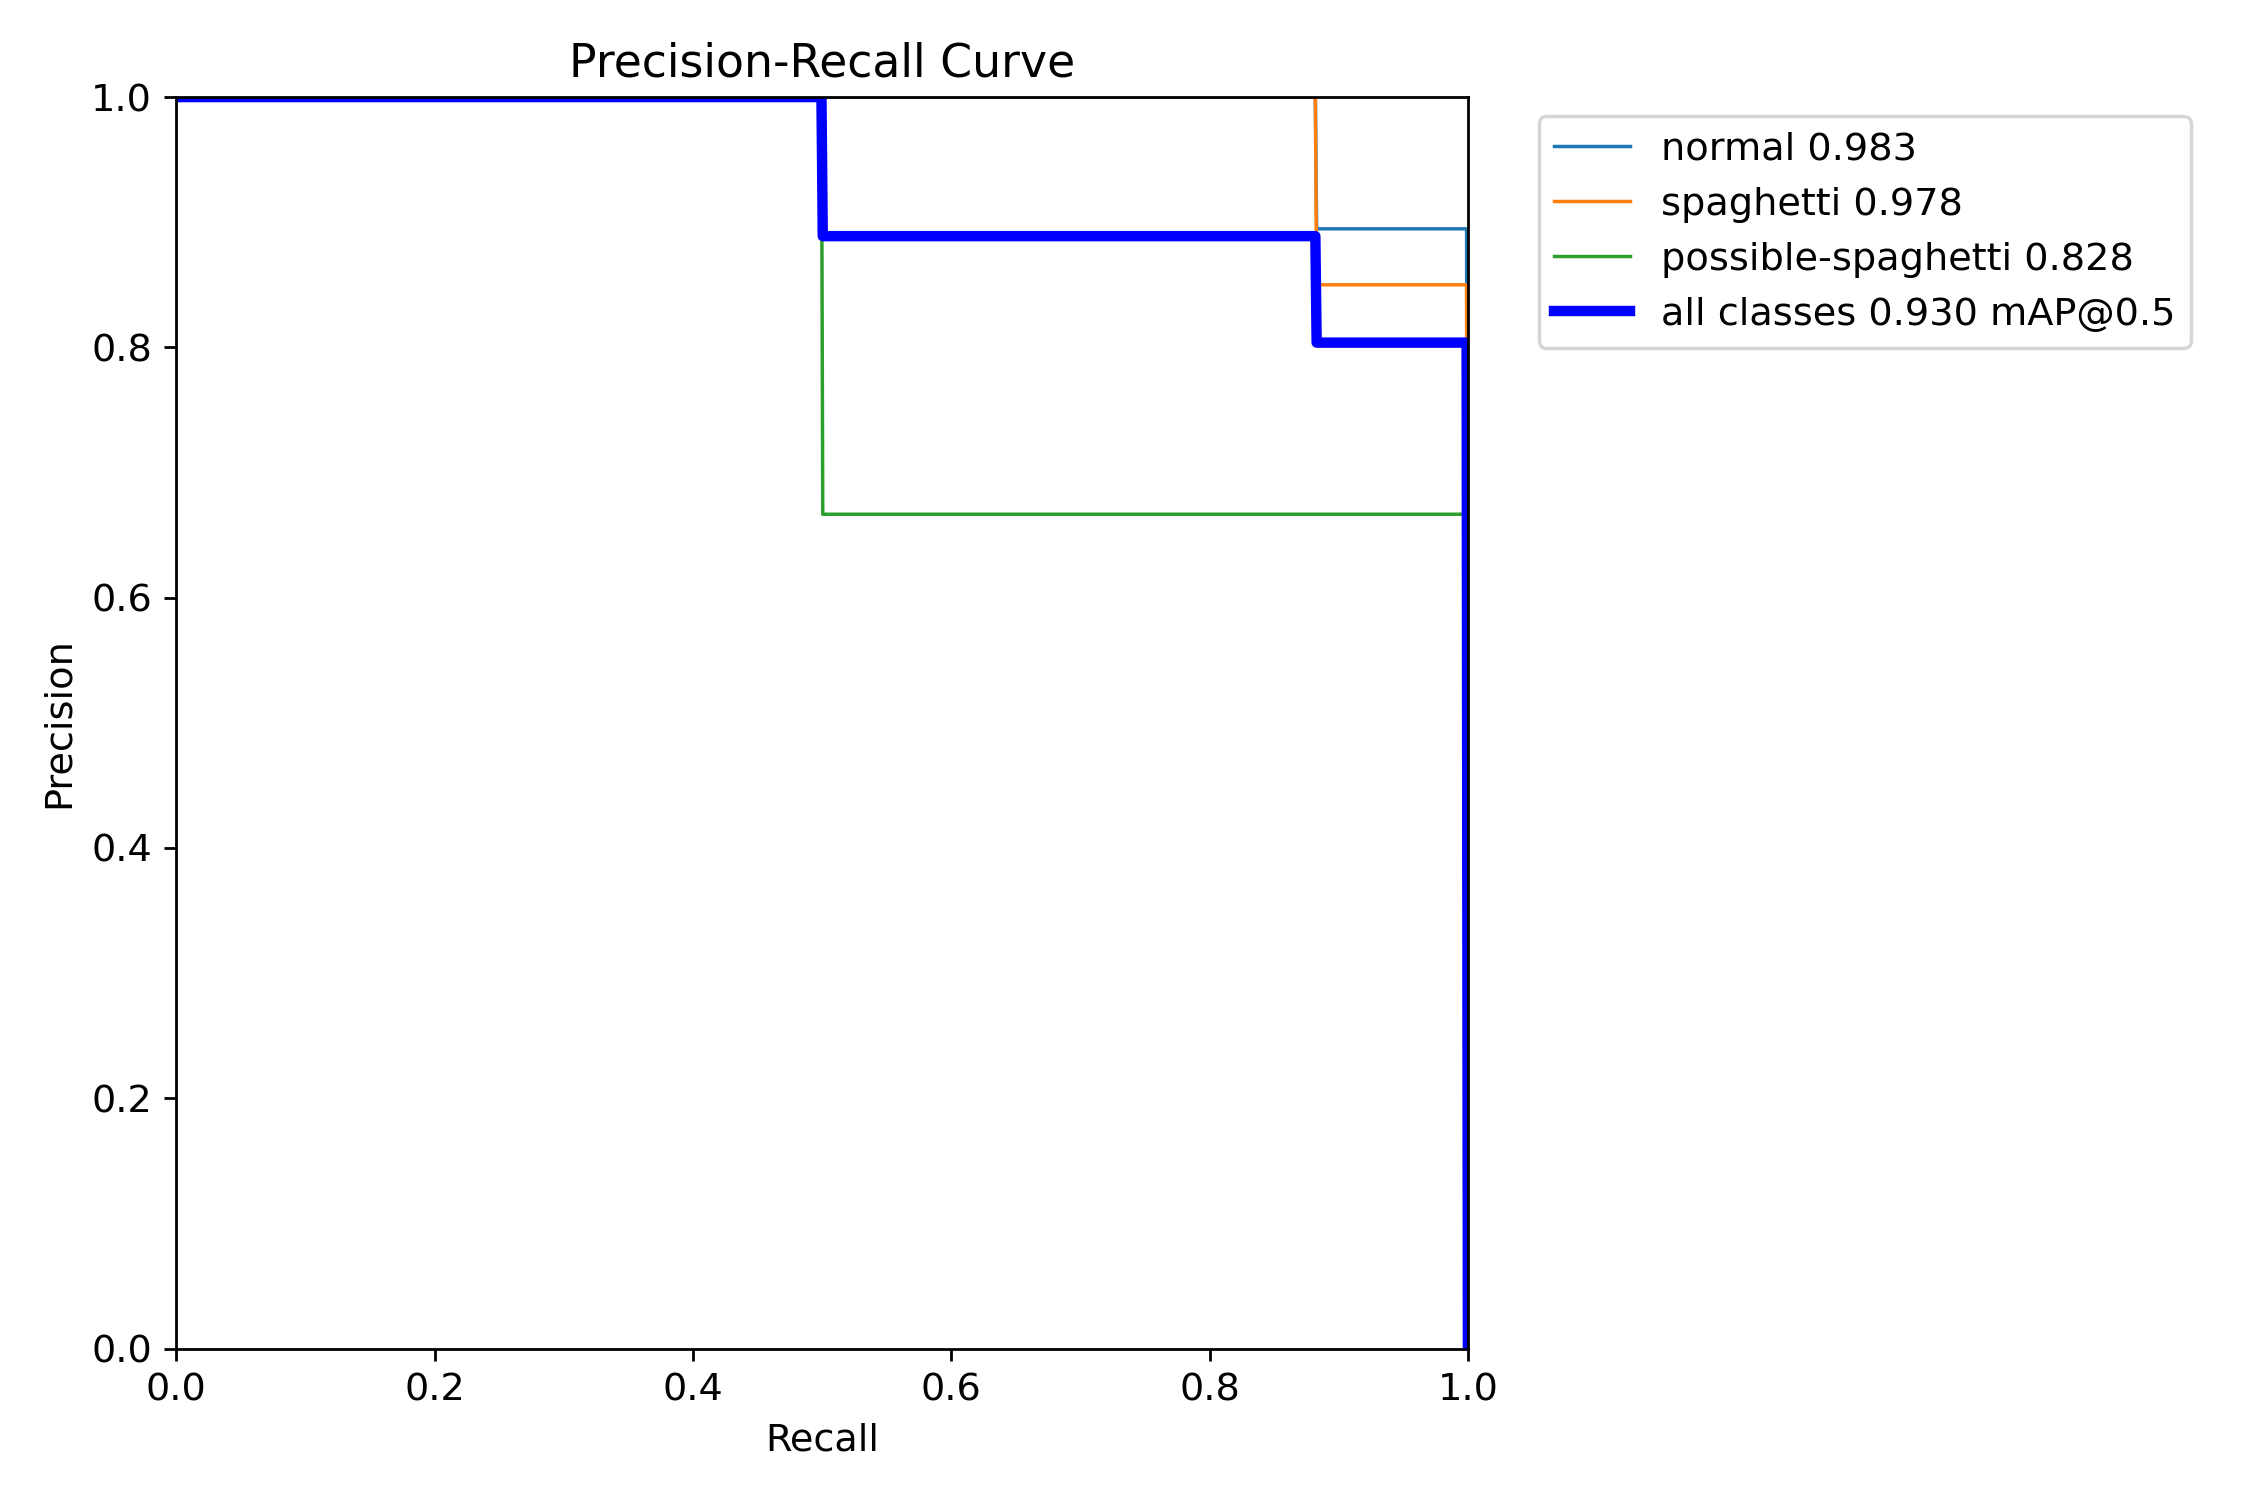 Precision-Recall Curve
1.0
0.8
0.6
0.4
0.2
0.0
Precision
0.0 0.2 0.4 0.6 0.8 1.0
Recall
normal 0.983
spaghetti 0.978
possible-spaghetti 0.828
all classes 0.930 mAP@0.5